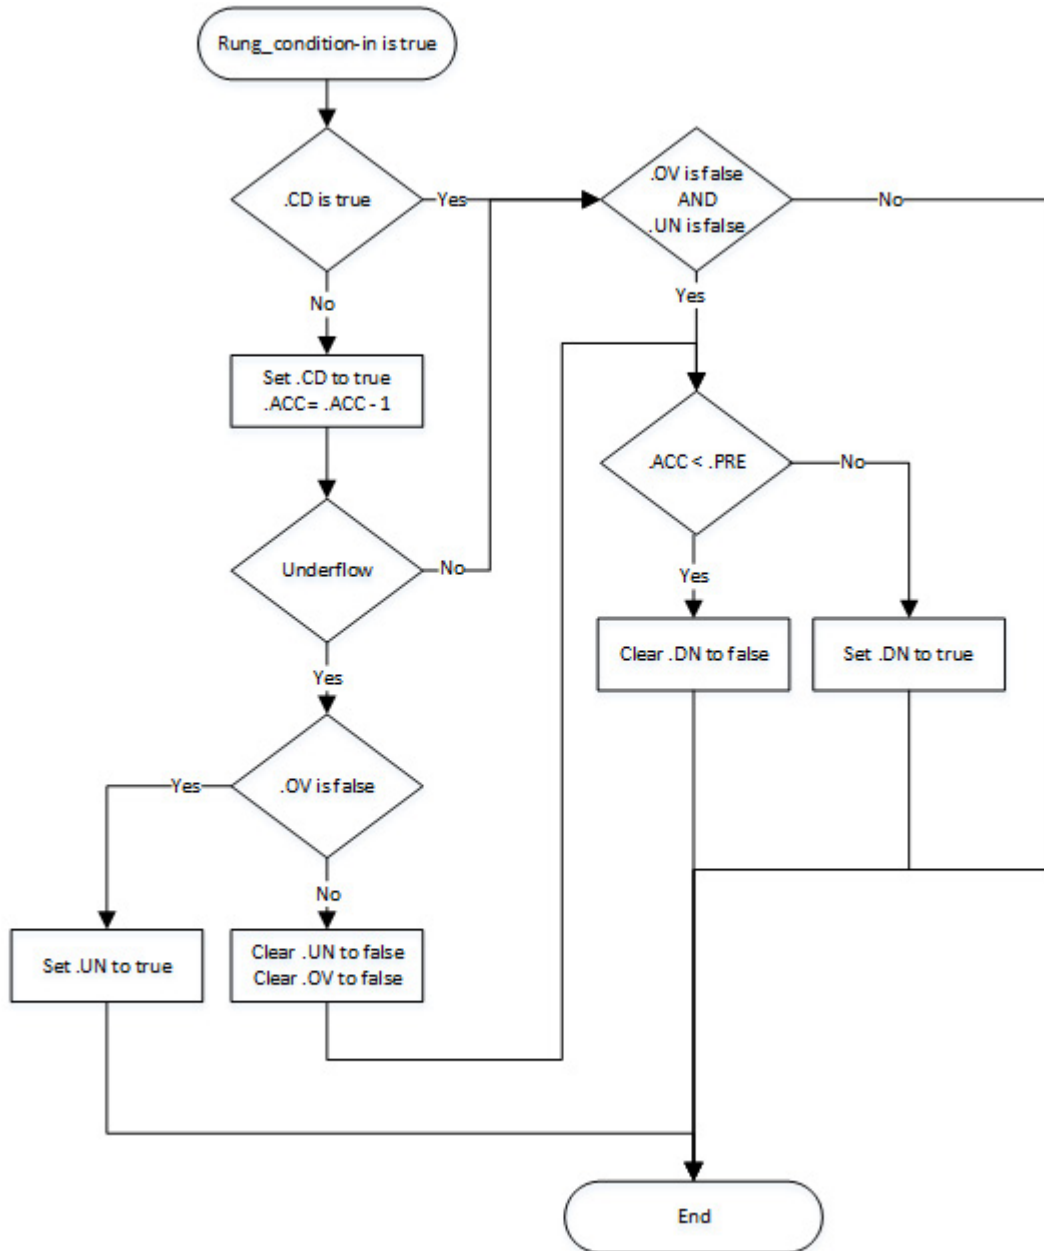 Rung_condition-in is true
.CD is true
Yes
.OV is false
AND
.UN is false
No
No
Yes
Set .CD to true
.ACC= .ACC - 1
.ACC < .PRE
No
Underflow
No
Yes
Clear .DN to false
Set .DN to true
Yes
.OV is false
Yes
No
Set .UN to true
Clear .UN to false
Clear .OV to false
End